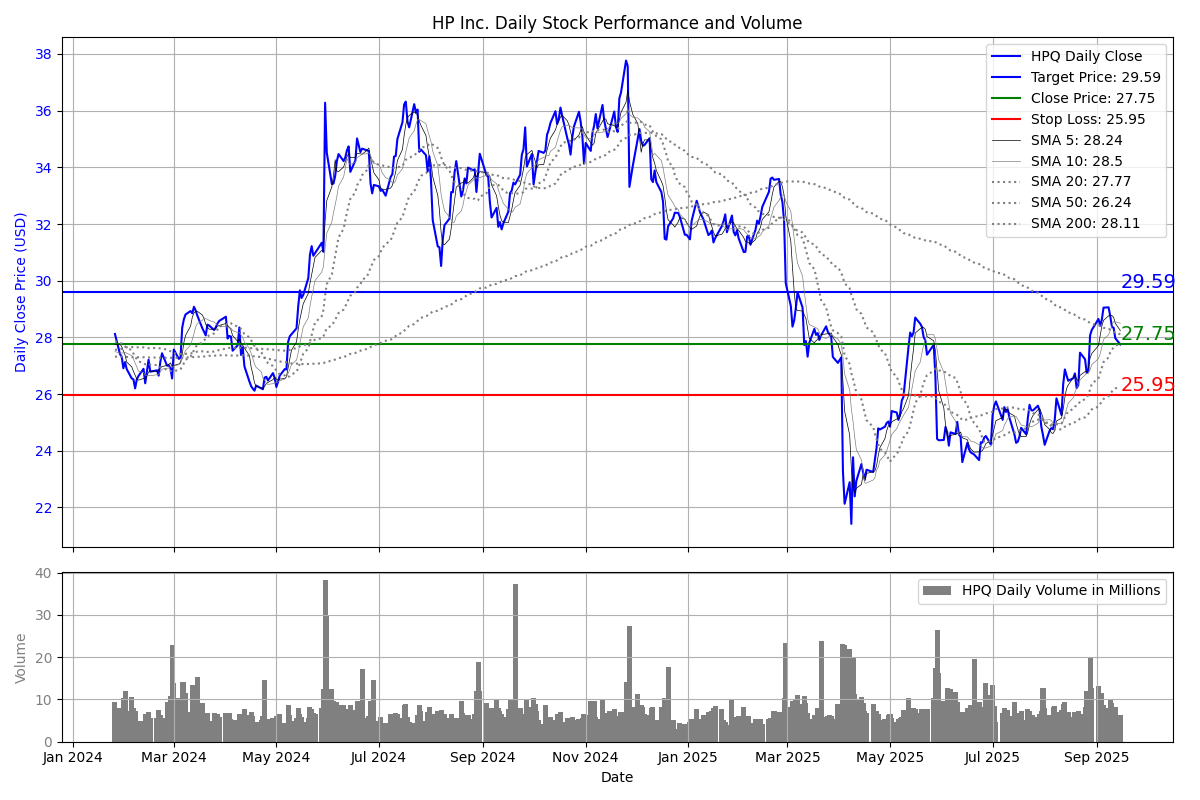 HP Inc. Daily Stock Performance and Volume
38
36
34
32
30
28
26
24
22
Daily Close Price (USD)
HPQ Daily Close
Target Price: 29.59
Close Price: 27.75
Stop Loss: 25.95
SMA 5: 28.24
SMA 10: 28.5
SMA 20: 27.77
SMA 50: 26.24
SMA 200: 28.11
29.59
27.75
25.95
40
30
20
10
0
Volume
HPQ Daily Volume in Millions
Jan 2024 Mar 2024 May 2024 Jul 2024 Sep 2024 Nov 2024 Jan 2025 Mar 2025 May 2025 Jul 2025 Sep 2025
Date